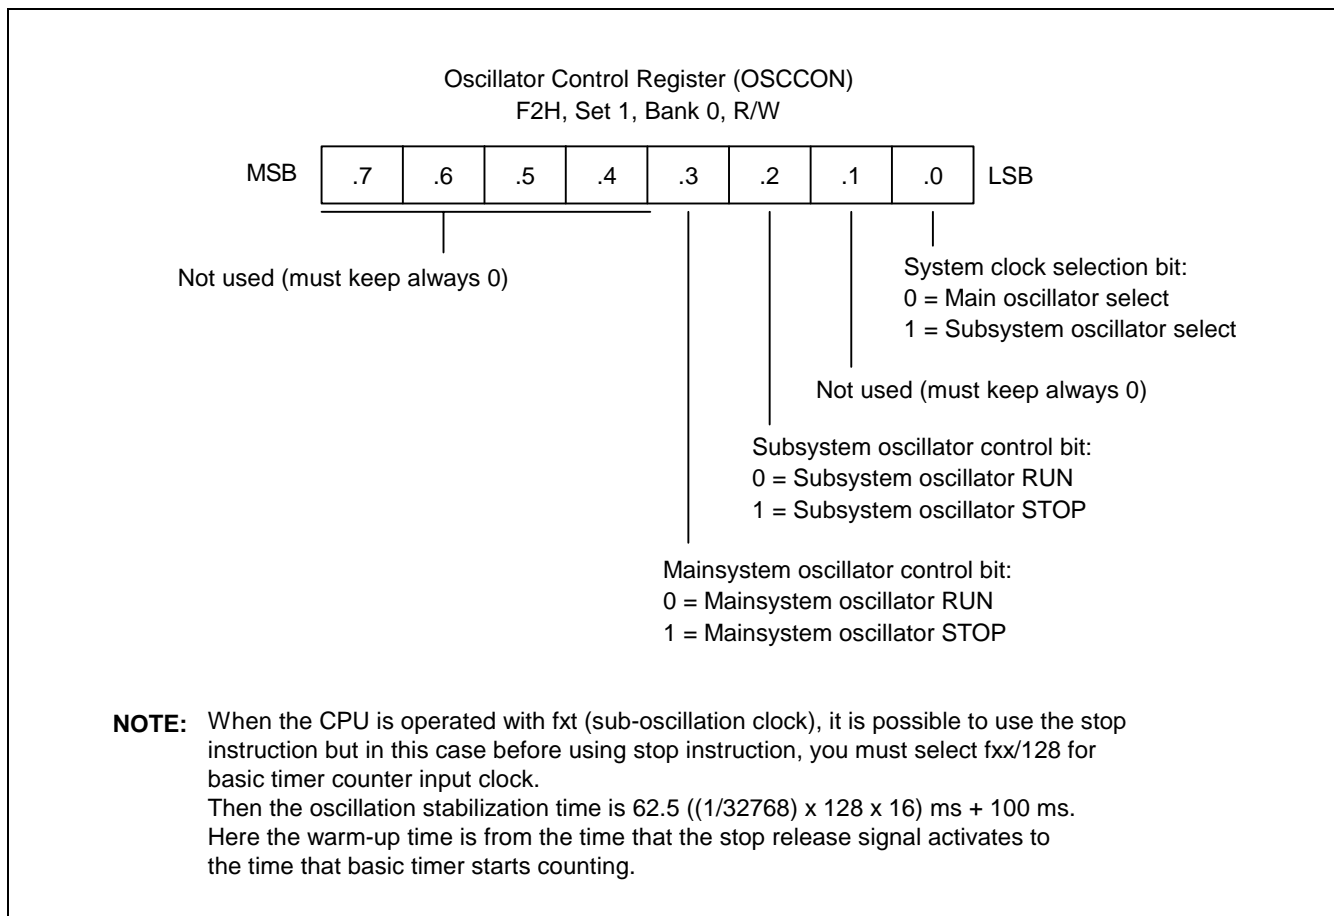 Oscillator Control Register (OSCCON)
F2H, Set 1, Bank 0, R/W
MSB .7 .6 .5 .4 .3 .2 .1 .0 LSB
Not used (must keep always 0)
System clock selection bit:
0 = Main oscillator select
1 = Subsystem oscillator select
Not used (must keep always 0)
Subsystem oscillator control bit:
0 = Subsystem oscillator RUN
1 = Subsystem oscillator STOP
Mainsystem oscillator control bit:
0 = Mainsystem oscillator RUN
1 = Mainsystem oscillator STOP
NOTE: When the CPU is operated with fxt (sub-oscillation clock), it is possible to use the stop
instruction but in this case before using stop instruction, you must select fxx/128 for
basic timer counter input clock.
Then the oscillation stabilization time is 62.5 ((1/32768) x 128 x 16) ms + 100 ms.
Here the warm-up time is from the time that the stop release signal activates to
the time that basic timer starts counting.